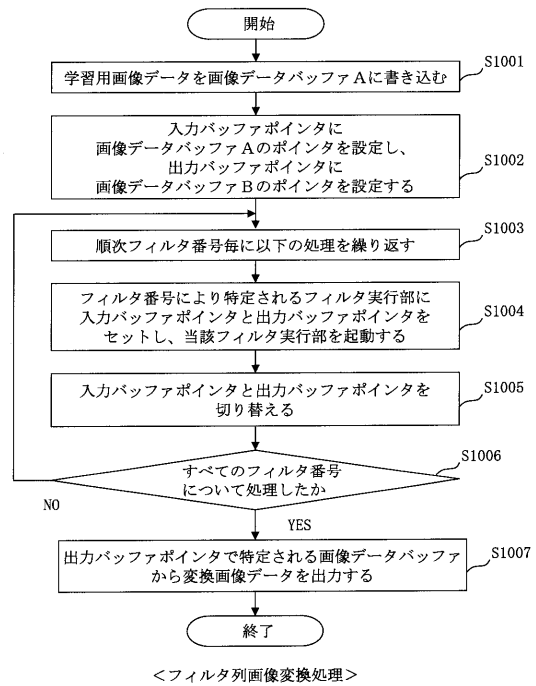 開始
学習用画像データを画像データバッファAに書き込む
S1001
入力バッファポインタに
画像データバッファAのポインタを設定し、
出力バッファポインタに
画像データバッファBのポインタを設定する
S1002
順次フィルタ番号毎に以下の処理を繰り返す
S1003
フィルタ番号により特定されるフィルタ実行部に
入力バッファポインタと出力バッファポインタを
セットし、当該フィルタ実行部を起動する
S1004
入力バッファポインタと出力バッファポインタを
切り替える
S1005
すべてのフィルタ番号
について処理したか
S1006
NO
YES
出力バッファポインタで特定される画像データバッファ
から変換画像データを出力する
S1007
終了
<フィルタ列画像変換処理>